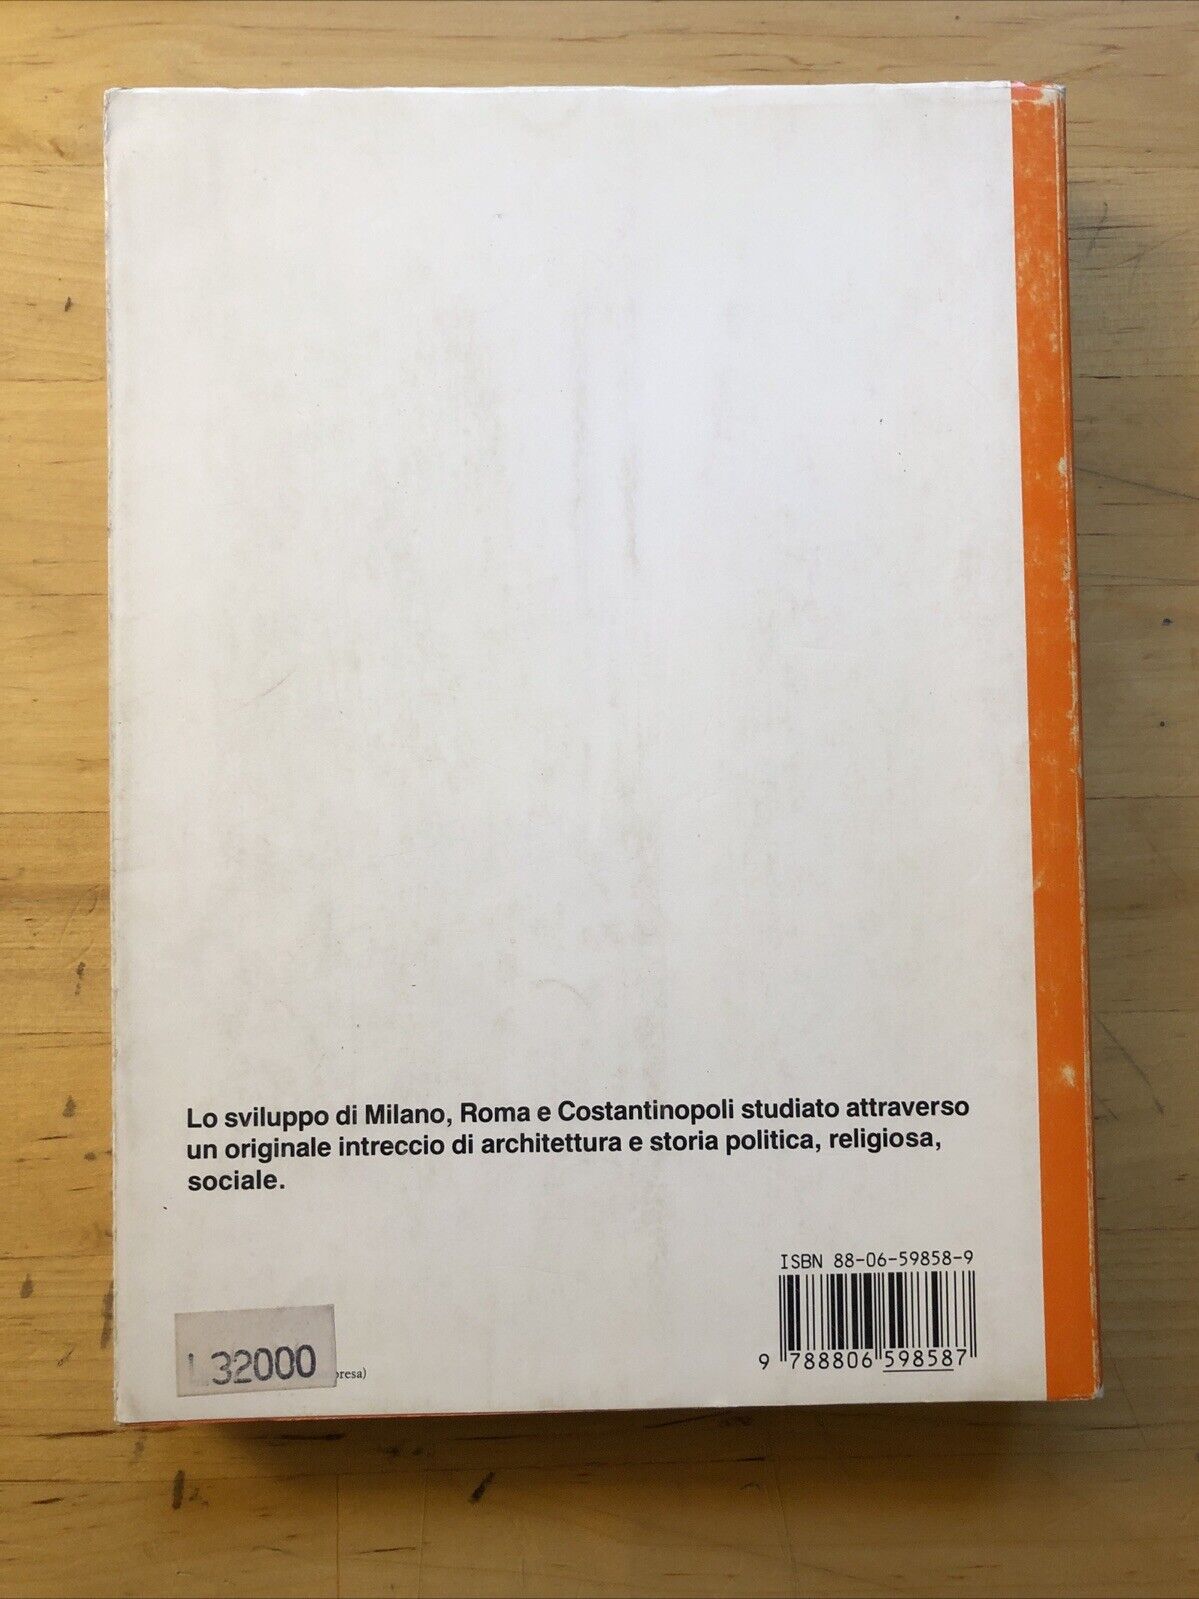 Lo sviluppo di Milano, Roma e Costantinopoli studiato attraverso
un originale intreccio di architettura e storia politica, religiosa,
sociale.
ISBN 88-06-59858-9
9 788806 598587
L 32000
presa)